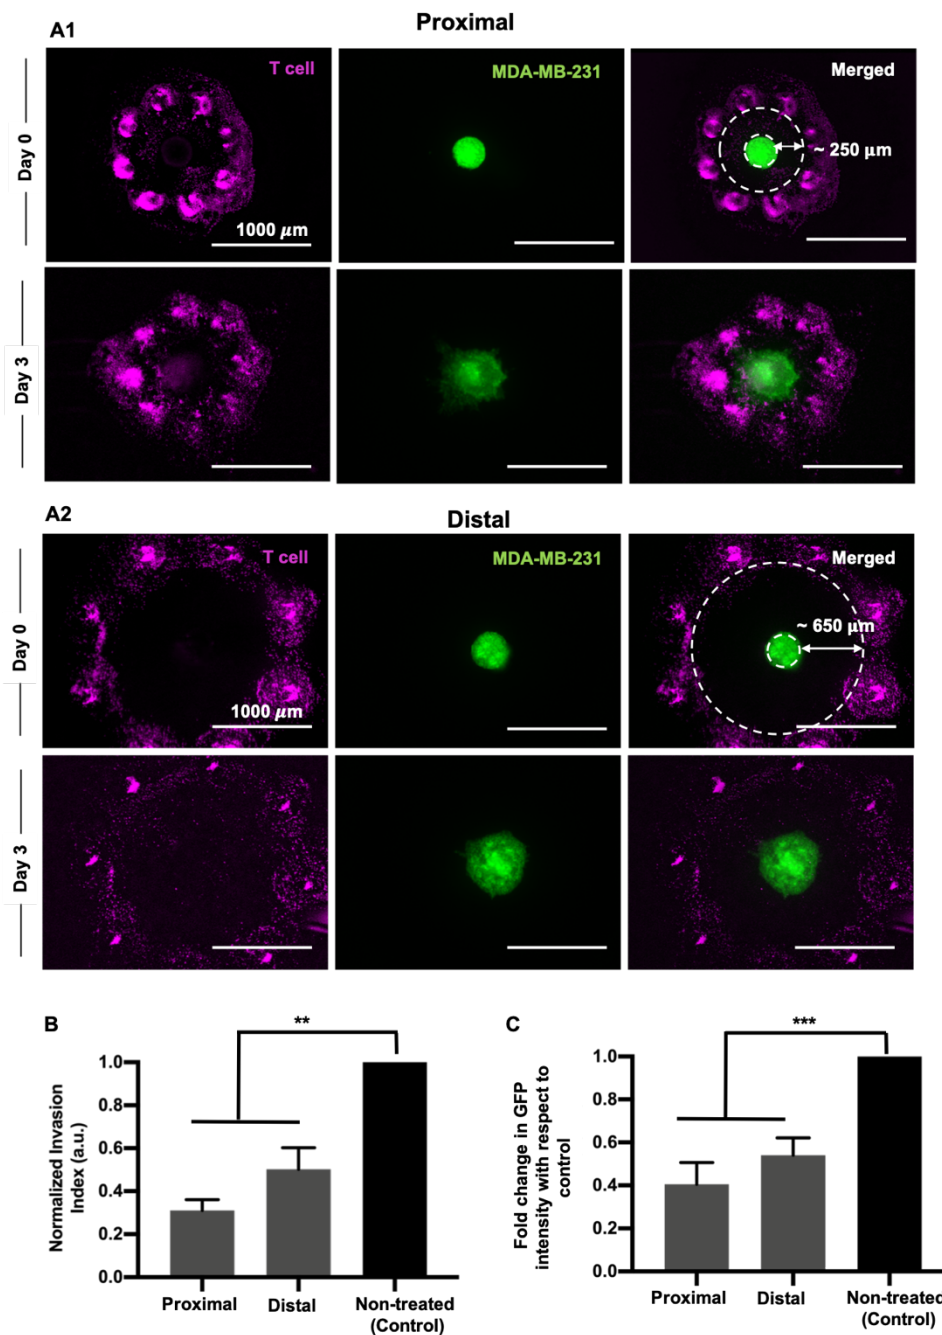 A1
Proximal
T cell
MDA-MB-231
Merged
Day 0
~ 250 μm
1000 μm
Day 3
A2
Distal
T cell
MDA-MB-231
Merged
Day 0
~ 650 μm
1000 μm
Day 3
B
**
Normalized Invasion
Index (a.u.)
1.0
0.8
0.6
0.4
0.2
0.0
Proximal
Distal
Non-treated
(Control)
C
***
Fold change in GFP
intensity with respect to
control
1.0
0.8
0.6
0.4
0.2
0.0
Proximal
Distal
Non-treated
(Control)